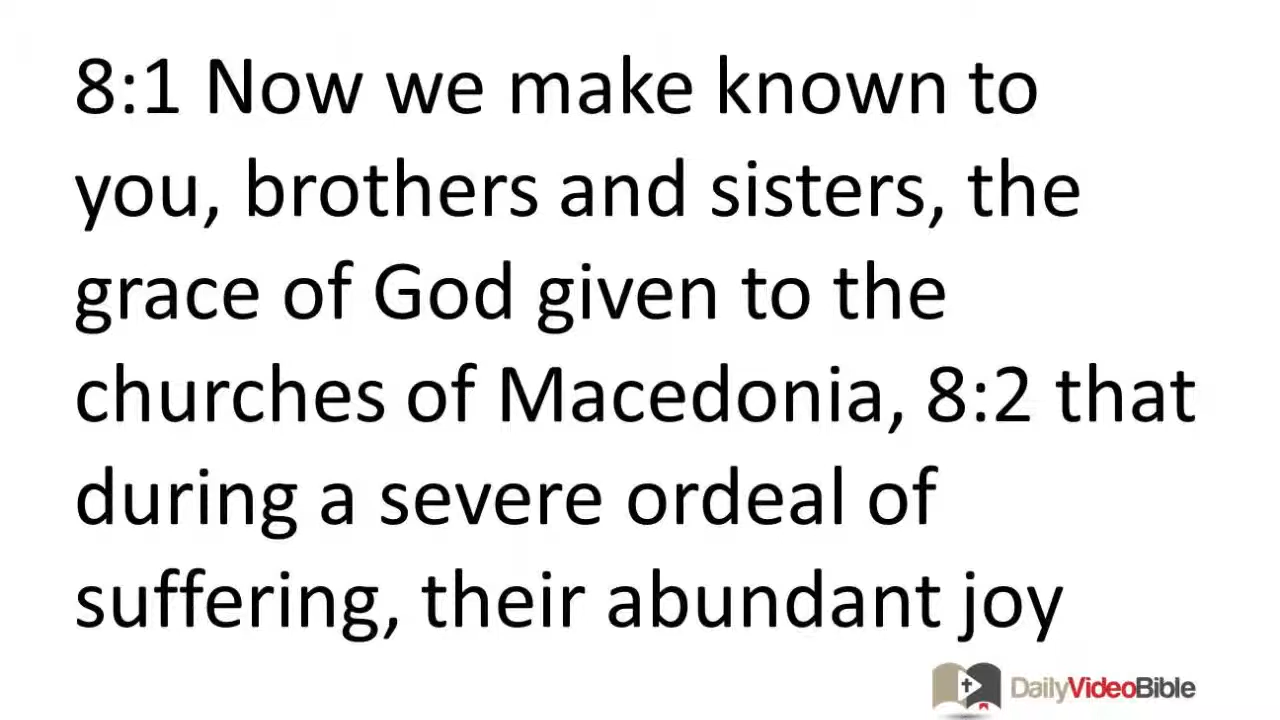 8:1 Now we make known to
you, brothers and sisters, the
grace of God given to the
churches of Macedonia, 8:2 that
during a severe ordeal of
suffering, their abundant joy
DailyVideoBible